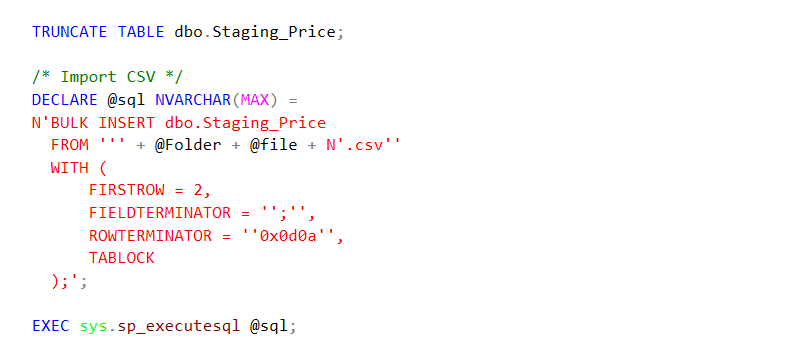 TRUNCATE TABLE dbo.Staging_Price;
/* Import CSV */
DECLARE @sql NVARCHAR(MAX) =
N'BULK INSERT dbo.Staging_Price
FROM ''' + @Folder + @file + N'.csv''
WITH (
FIRSTROW = 2,
FIELDTERMINATOR = '';'',
ROWTERMINATOR = ''0x0d0a'',
TABLOCK
);';
EXEC sys.sp_executesql @sql;